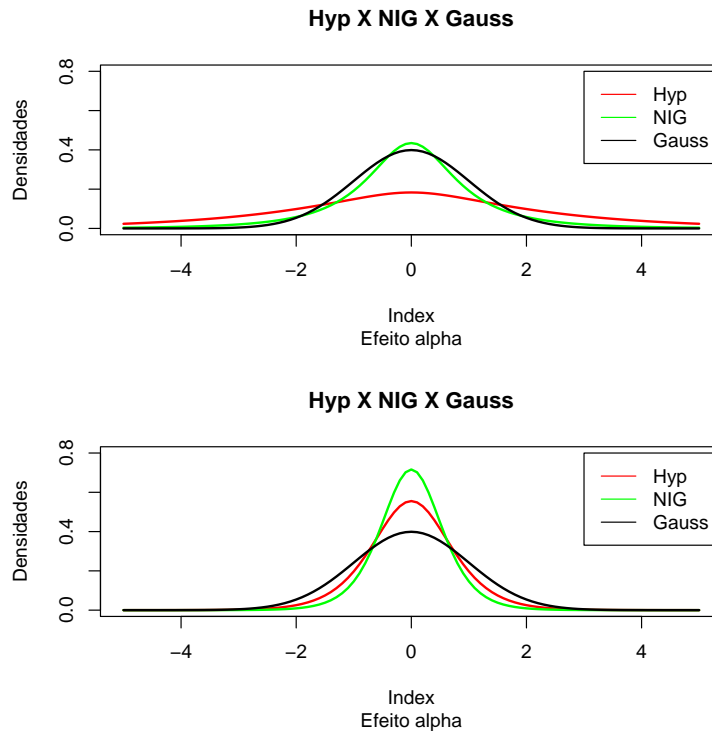 Hyp X NIG X Gauss
Densidades
0.8
0.4
0.0
Hyp
NIG
Gauss
−4
−2
0
2
4
Index
Efeito alpha
Hyp X NIG X Gauss
Densidades
0.8
0.4
0.0
Hyp
NIG
Gauss
−4
−2
0
2
4
Index
Efeito alpha